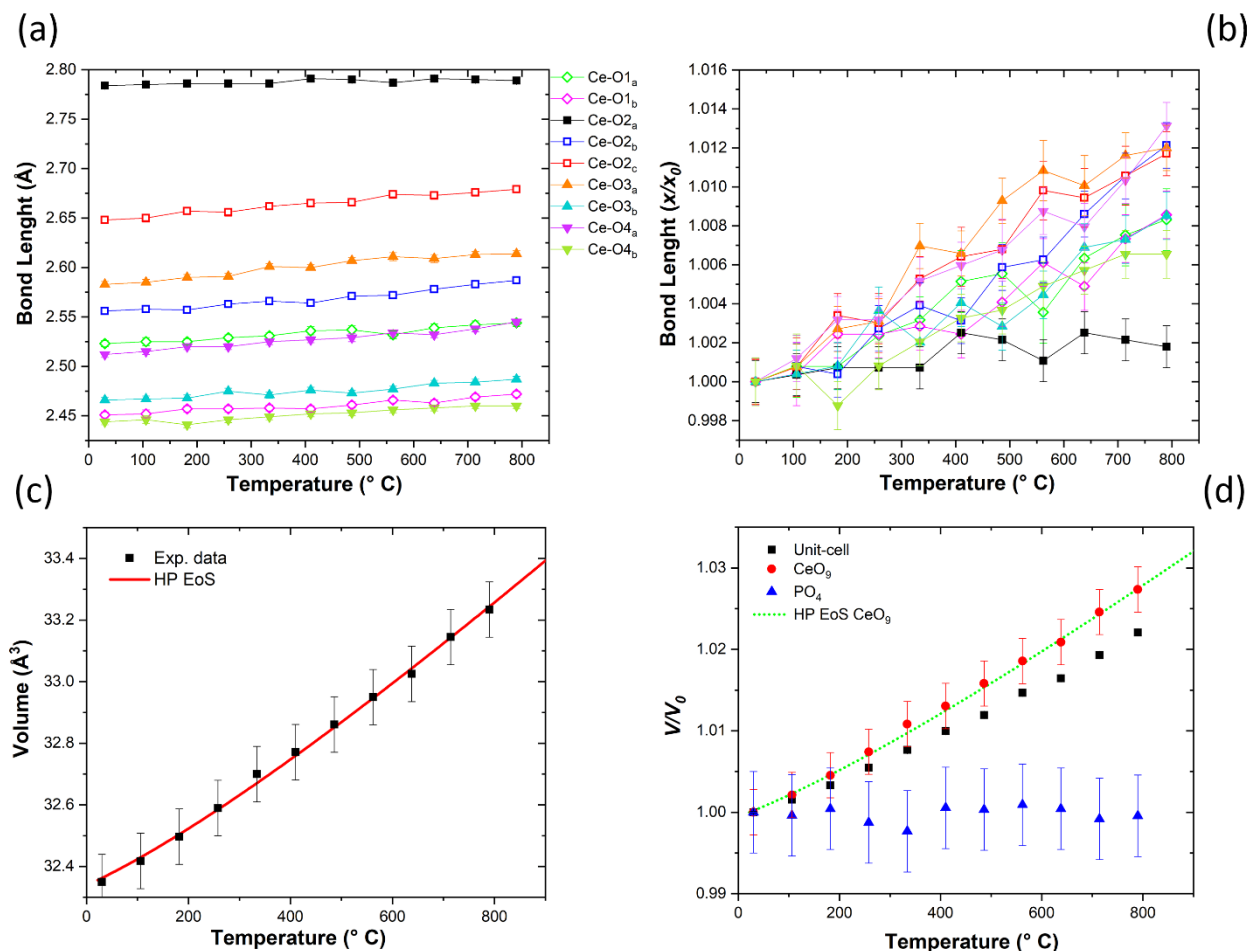 (a)
2.80
2.75
2.70
2.65
2.60
2.55
2.50
2.45
Bond Lenght (Å)
0 100 200 300 400 500 600 700 800
Temperature (° C)
Ce-O1a
Ce-O1b
Ce-O2a
Ce-O2b
Ce-O2c
Ce-O3a
Ce-O3b
Ce-O4a
Ce-O4b
(b)
1.016
1.014
1.012
1.010
1.008
1.006
1.004
1.002
1.000
0.998
Bond Lenght (x/x0)
0 100 200 300 400 500 600 700 800
Temperature (° C)
(c)
33.4
33.2
33.0
32.8
32.6
32.4
Volume (Å³)
Exp. data
HP EoS
0 200 400 600 800
Temperature (° C)
(d)
1.03
1.02
1.01
1.00
0.99
V/V0
Unit-cell
CeO9
PO4
HP EoS CeO9
0 200 400 600 800
Temperature (° C)